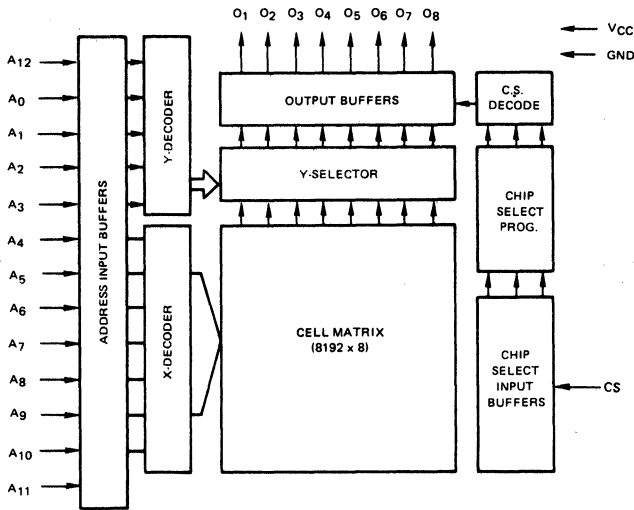 O1 O2 O3 O4 O5 O6 O7 O8
VCC
GND
A12
A0
A1
A2
A3
A4
A5
A6
A7
A8
A9
A10
A11
ADDRESS INPUT BUFFERS
Y-DECODER
X-DECODER
OUTPUT BUFFERS
Y-SELECTOR
CELL MATRIX
(8192 x 8)
C.S.
DECODE
CHIP
SELECT
PROG.
CHIP
SELECT
INPUT
BUFFERS
CS